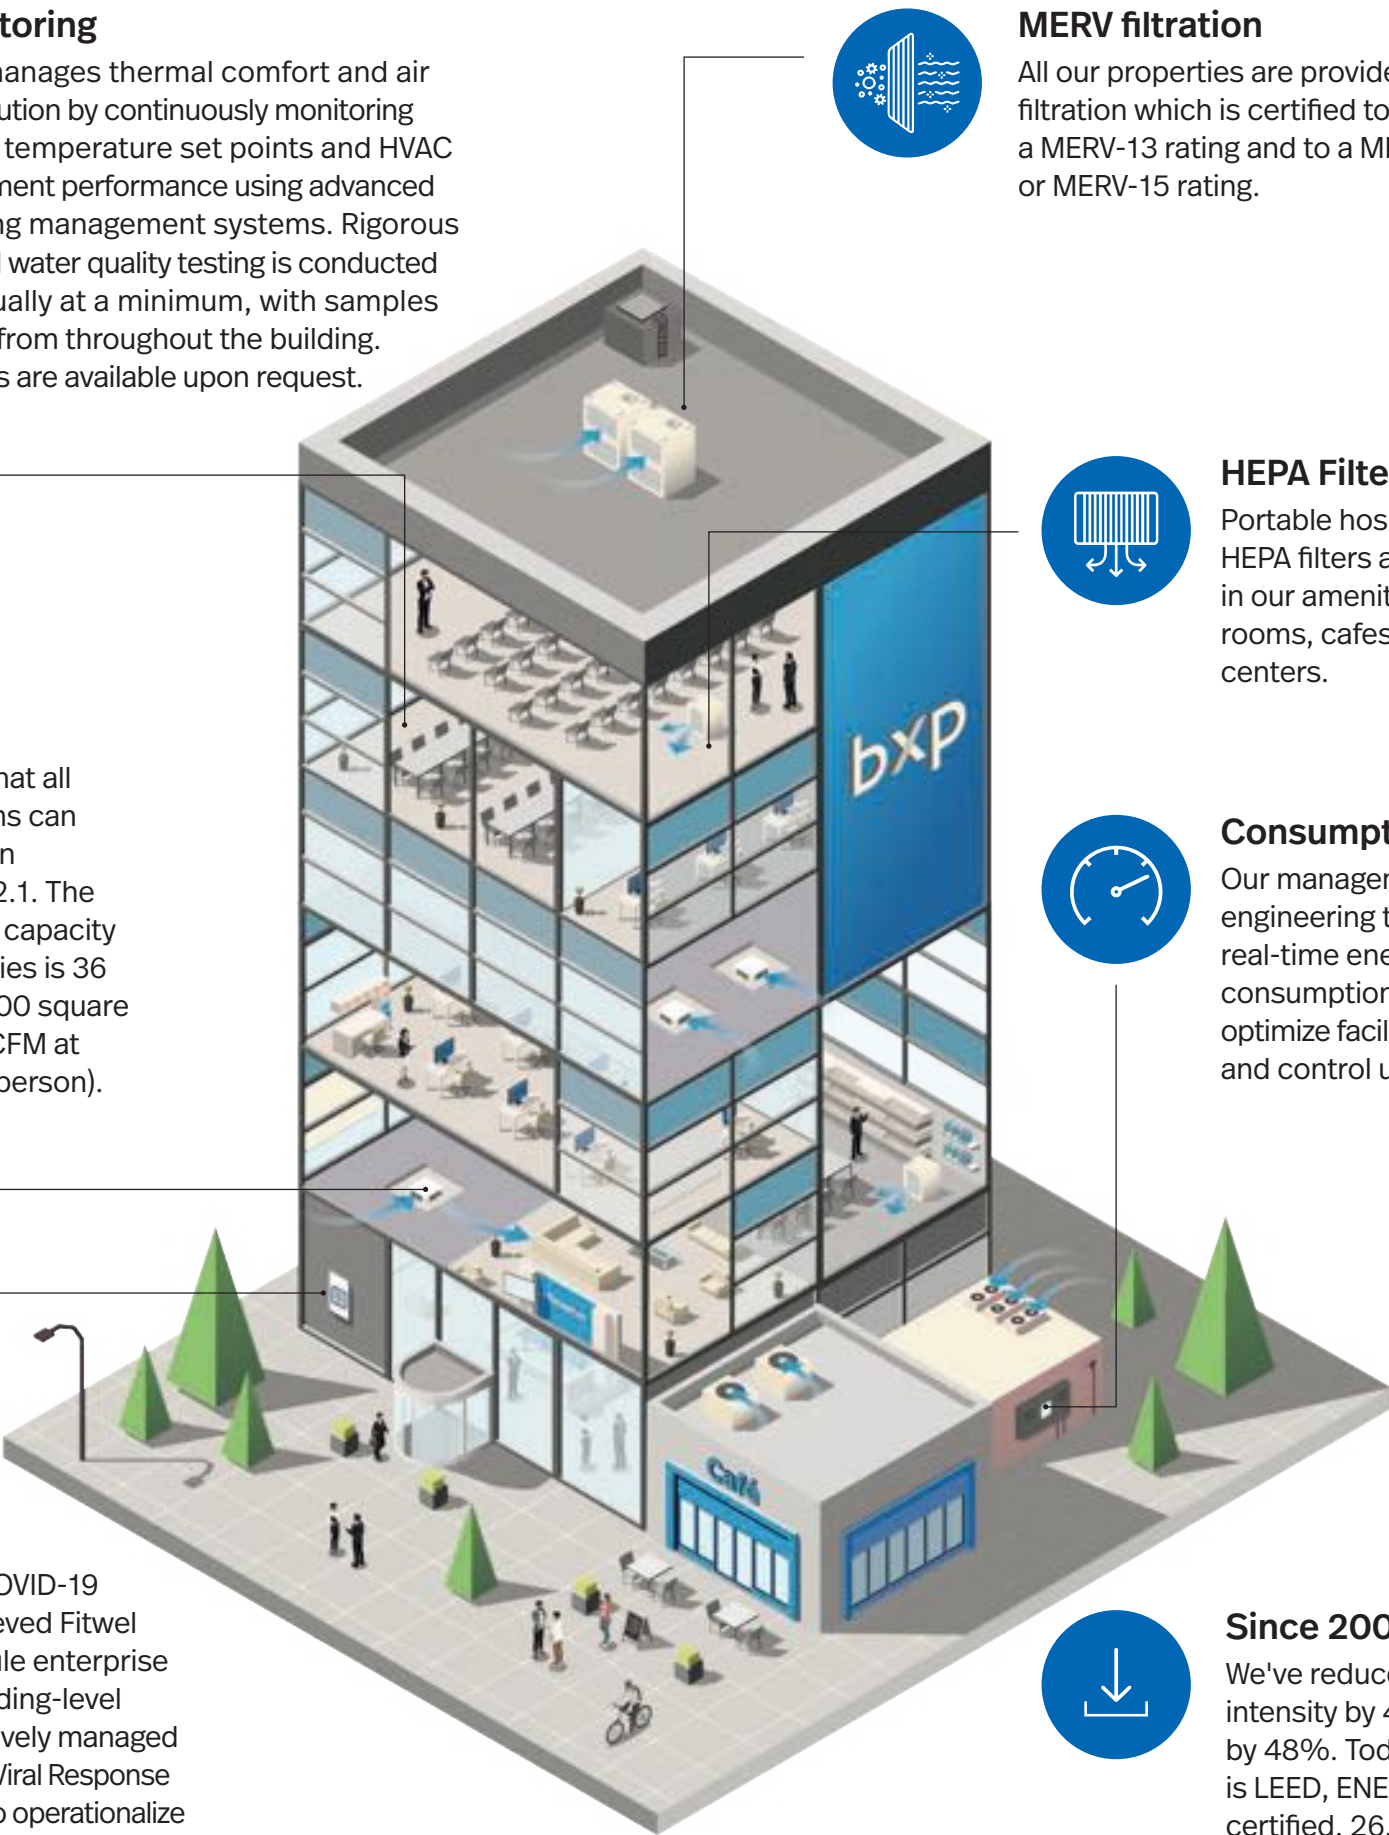 toring
nanages thermal comfort and air
ution by continuously monitoring
temperature set points and HVAC
ment performance using advanced
ng management systems. Rigorous
l water quality testing is conducted
ually at a minimum, with samples
from throughout the building.
s are available upon request.
MERV filtration
All our properties are provide
filtration which is certified to
a MERV-13 rating and to a ME
or MERV-15 rating.
HEPA Filte
Portable hos
HEPA filters a
in our amenit
rooms, cafes
centers.
bxp
hat all
ns can
n
2.1. The
capacity
ies is 36
00 square
CFM at
person).
Consumpt
Our manager
engineering t
real-time ene
consumption
optimize facil
and control u
Café
OVID-19
eved Fitwel
ule enterprise
ding-level
vely managed
Viral Response
o operationalize
Since 200
We've reduce
intensity by 4
by 48%. Tod
is LEED, ENE
certified. 26.